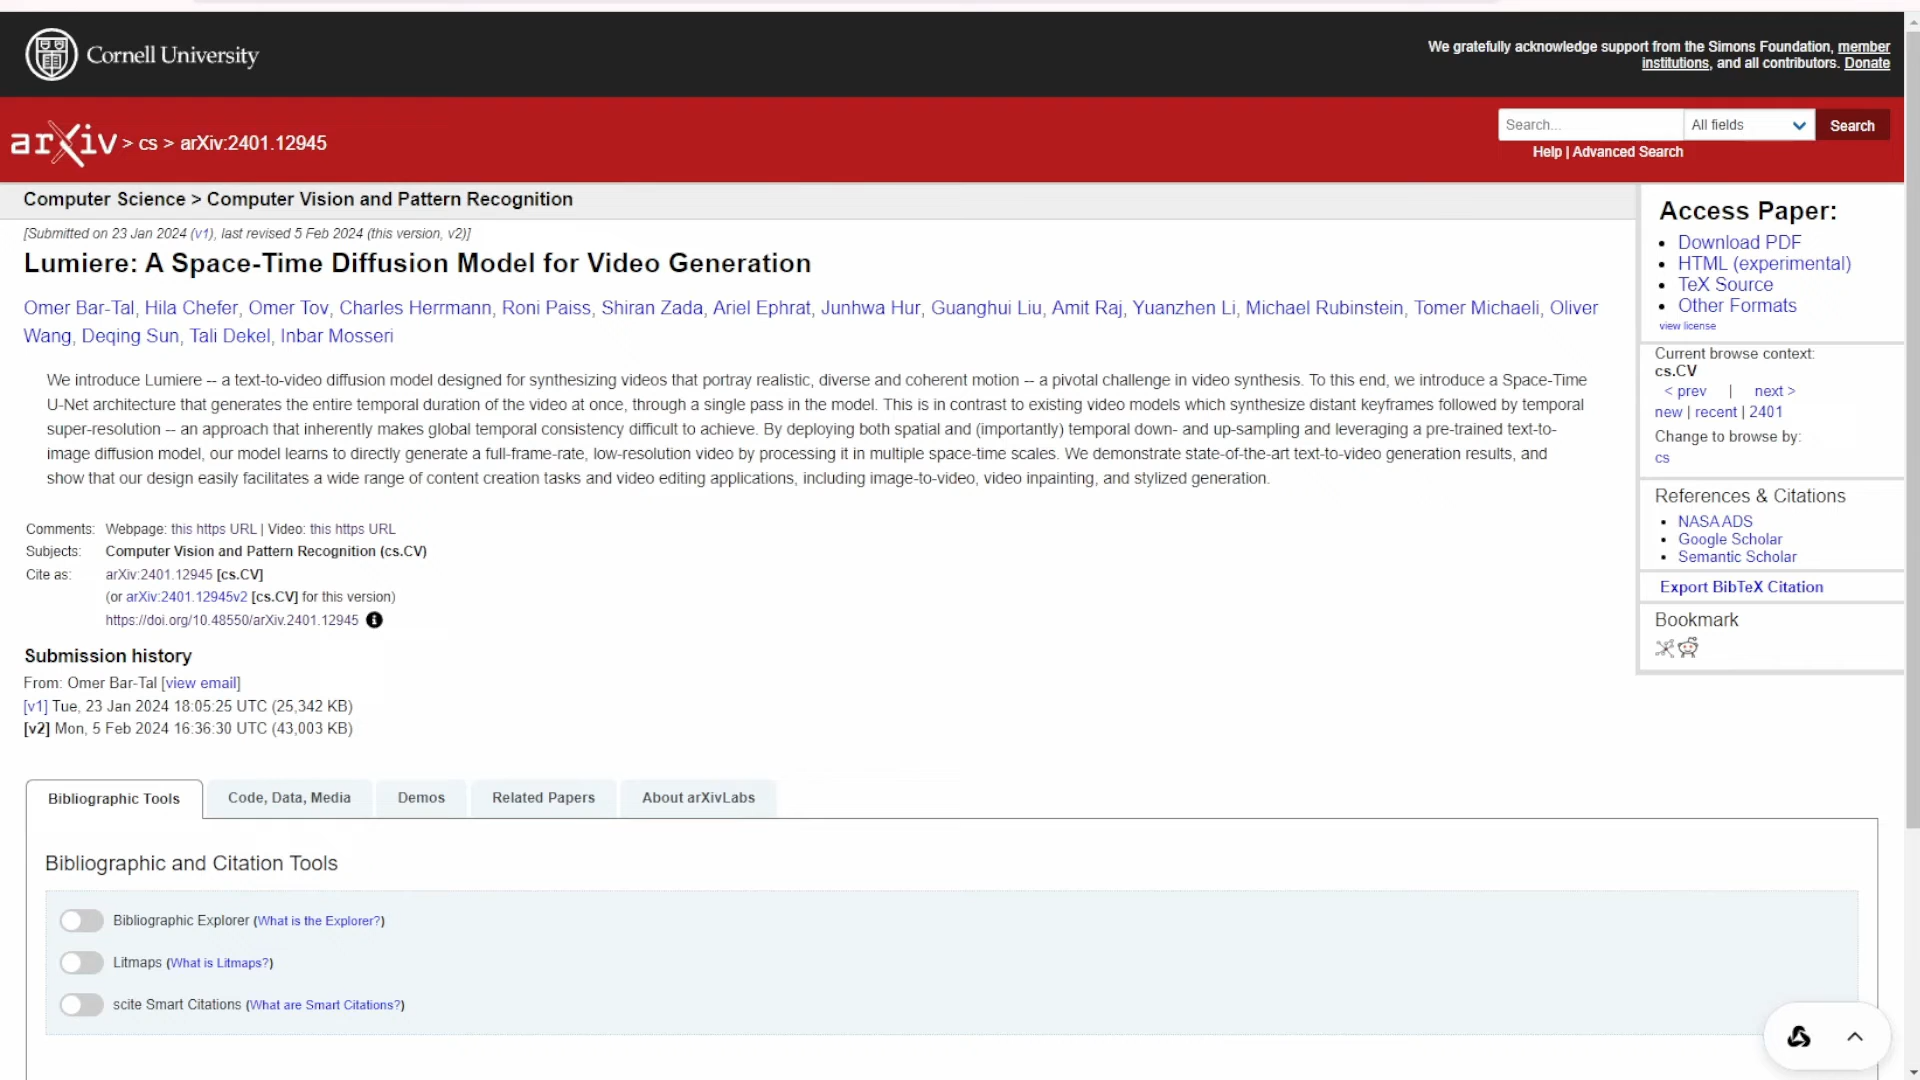 Cornell University
We gratefully acknowledge support from the Simons Foundation, member
institutions, and all contributors. Donate
arXiv > cs > arXiv:2401.12945
Search...
All fields
Search
Help | Advanced Search
Computer Science > Computer Vision and Pattern Recognition
[Submitted on 23 Jan 2024 (v1), last revised 5 Feb 2024 (this version, v2)]
Lumiere: A Space-Time Diffusion Model for Video Generation
Omer Bar-Tal, Hila Chefer, Omer Tov, Charles Herrmann, Roni Paiss, Shiran Zada, Ariel Ephrat, Junhwa Hur, Guanghui Liu, Amit Raj, Yuanzhen Li, Michael Rubinstein, Tomer Michaeli, Oliver
Wang, Deqing Sun, Tali Dekel, Inbar Mosseri
We introduce Lumiere -- a text-to-video diffusion model designed for synthesizing videos that portray realistic, diverse and coherent motion -- a pivotal challenge in video synthesis. To this end, we introduce a Space-Time
U-Net architecture that generates the entire temporal duration of the video at once, through a single pass in the model. This is in contrast to existing video models which synthesize distant keyframes followed by temporal
super-resolution -- an approach that inherently makes global temporal consistency difficult to achieve. By deploying both spatial and (importantly) temporal down- and up-sampling and leveraging a pre-trained text-to-
image diffusion model, our model learns to directly generate a full-frame-rate, low-resolution video by processing it in multiple space-time scales. We demonstrate state-of-the-art text-to-video generation results, and
show that our design easily facilitates a wide range of content creation tasks and video editing applications, including image-to-video, video inpainting, and stylized generation.
Comments: Webpage: this https URL | Video: this https URL
Subjects: Computer Vision and Pattern Recognition (cs.CV)
Cite as: arXiv:2401.12945 [cs.CV]
(or arXiv:2401.12945v2 [cs.CV] for this version)
https://doi.org/10.48550/arXiv.2401.12945
Submission history
From: Omer Bar-Tal [view email]
[v1] Tue, 23 Jan 2024 18:05:25 UTC (25,342 KB)
[v2] Mon, 5 Feb 2024 16:36:30 UTC (43,003 KB)
Access Paper:
Download PDF
HTML (experimental)
TeX Source
Other Formats
view license
Current browse context:
cs.CV
< prev | next >
new | recent | 2401
Change to browse by:
cs
References & Citations
NASA ADS
Google Scholar
Semantic Scholar
Export BibTeX Citation
Bookmark
Bibliographic Tools
Code, Data, Media
Demos
Related Papers
About arXivLabs
Bibliographic and Citation Tools
Bibliographic Explorer (What is the Explorer?)
Litmaps (What is Litmaps?)
scite Smart Citations (What are Smart Citations?)